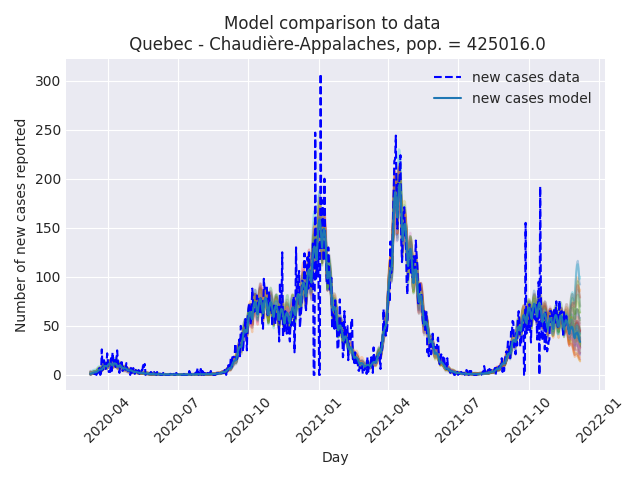 Model comparison to data
Quebec - Chaudière-Appalaches, pop. = 425016.0
new cases data
new cases model
Number of new cases reported
300
250
200
150
100
50
0
2020-04
2020-07
2020-10
2021-01
2021-04
2021-07
2021-10
2022-01
Day